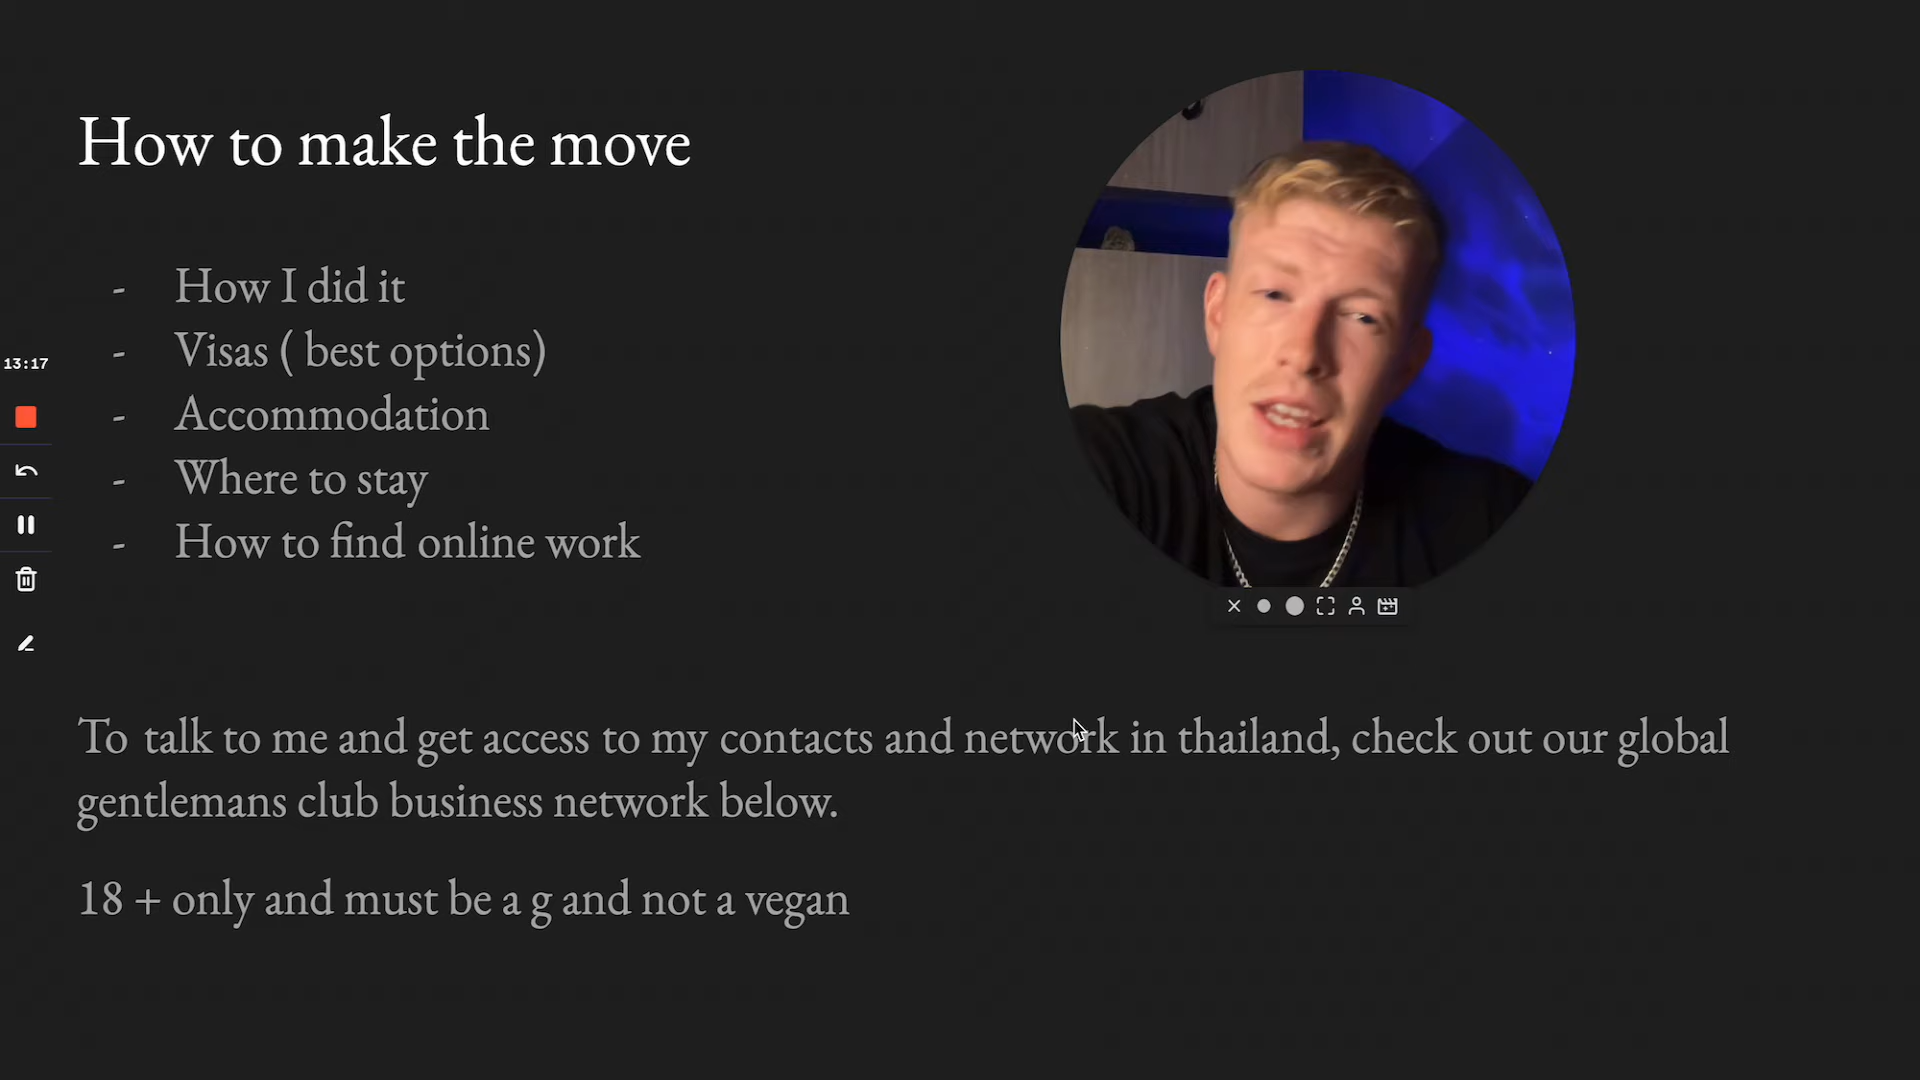 How to make the move
- How I did it
- Visas ( best options)
- Accommodation
- Where to stay
- How to find online work
13:17
To talk to me and get access to my contacts and network in thailand, check out our global
gentlemans club business network below.
18 + only and must be a g and not a vegan